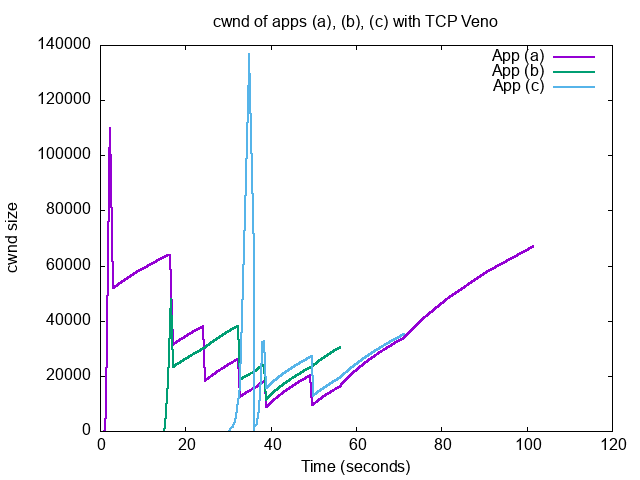 cwnd of apps (a), (b), (c) with TCP Veno
App (a)
App (b)
App (c)
140000
120000
100000
80000
60000
40000
20000
0
cwnd size
0 20 40 60 80 100 120
Time (seconds)